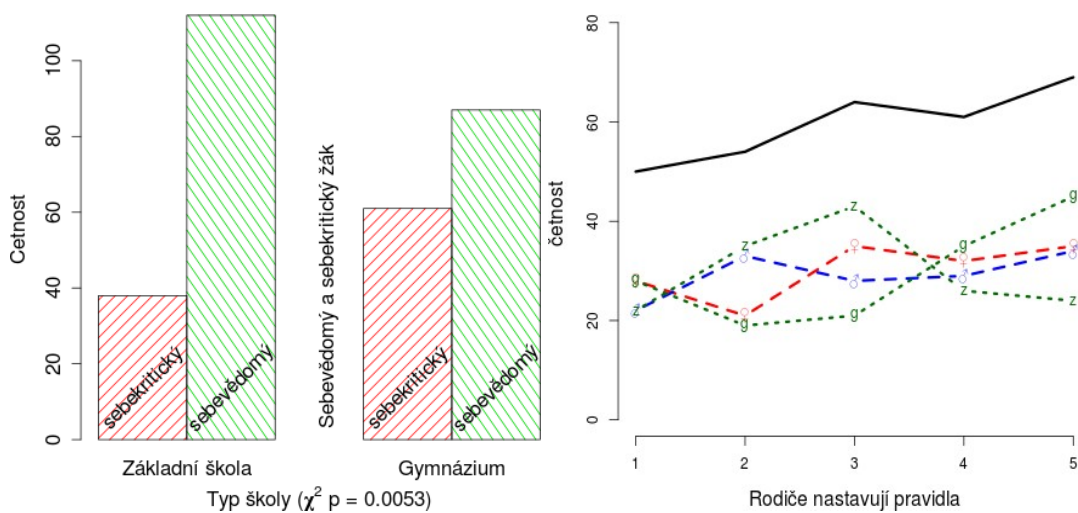 Cetnost
0
20
40
60
80
100
sebekritický
sebevědomý
Základní škola
Sebevědomý a sebekritický žák
sebekritický
sebevědomý
Gymnázium
Typ školy (χ² p = 0.0053)
četnost
0
20
40
60
80
g
z
♂
♀
z
♂
♀
g
z
♀
♂
g
g
♀
♂
z
g
♀
♂
z
1
2
3
4
5
Rodiče nastavují pravidla